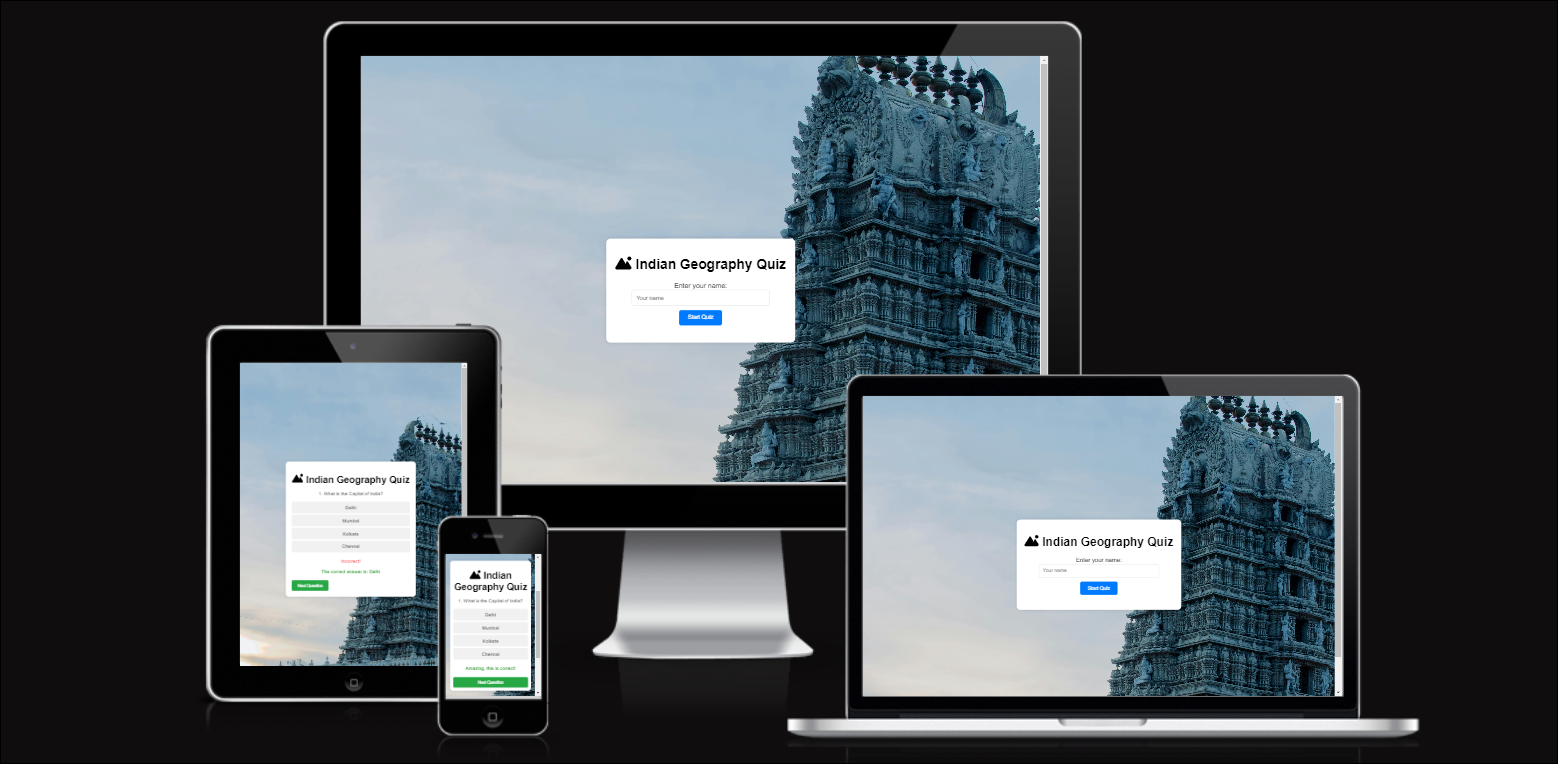 Indian Geography Quiz
Enter your name:
Your name
Start Quiz
Indian Geography Quiz
1. What is the Capital of India?
Delhi
Mumbai
Kolkata
Chennai
Incorrect!
The correct answer is: Delhi
Next Question
Indian
Geography Quiz
1. What is the Capital of India?
Delhi
Mumbai
Kolkata
Chennai
Amazing, this is correct!
Next Question
Indian Geography Quiz
Enter your name:
Your name
Start Quiz